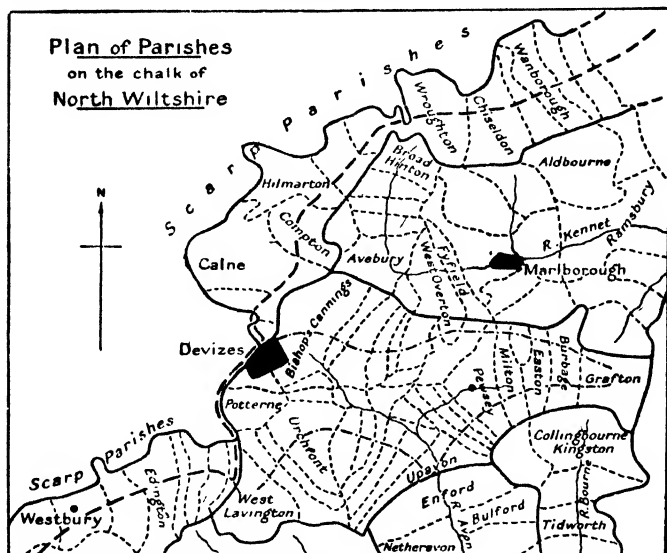 Plan of Parishes
on the chalk of
North Wiltshire
Scarp Parishes
N
Wroughton
Chiseldon
Wanborough
Broad
Hinton
Aldbourne
Hilmarton
Compton
Calne
Avebury
Fyfield
West Overton
R. Kennet
Ramsbury
Marlborough
Devizes
Bishops Cannings
Potterne
Urchfont
Pewsey
Milton
Easton
Burbage
Grafton
Scarp Parishes
Edington
Westbury
West
Lavington
Upavon
Enford
R. Avon
Bulford
Netheravon
Collingbourne
Kingston
R. Bourne
Tidworth